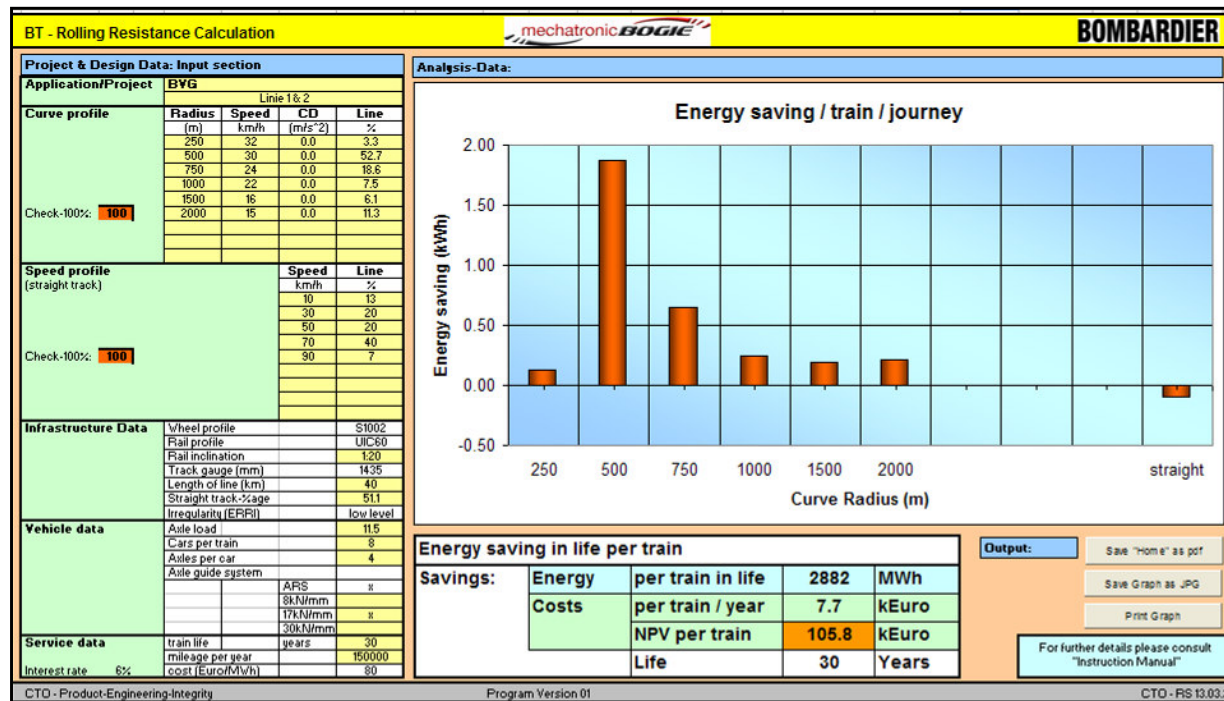 BT - Rolling Resistance Calculation
mechatronicBOGIE
BOMBARDIER
Project & Design Data: Input section
Application/Project BVG
Linie 1 & 2
Curve profile Radius Speed CD Line
(m) km/h (m/s^2) %
250 32 0.0 3.3
500 30 0.0 52.7
750 24 0.0 18.6
1000 22 0.0 7.5
1500 16 0.0 6.1
Check-100%: 100 2000 15 0.0 11.3
Speed profile Speed Line
(straight track) km/h %
10 13
30 20
50 20
70 40
Check-100%: 100 90 7
Infrastructure Data Wheel profile S1002
Rail profile UIC60
Rail inclination 1:20
Track gauge (mm) 1435
Length of line (km) 40
Straight track-%age 51.1
Irregularity (ERRI) low level
Vehicle data Axle load 11.5
Cars per train 8
Axles per car 4
Axle guide system
ARS x
8kN/mm
17kN/mm x
30kN/mm
Service data train life years 30
mileage per year 150000
Interest rate 6% cost (Euro/MWh) 80
Analysis-Data:
Energy saving / train / journey
Energy saving (kWh)
2.00
1.50
1.00
0.50
0.00
-0.50
250 500 750 1000 1500 2000 straight
Curve Radius (m)
Energy saving in life per train
Savings: Energy per train in life 2882 MWh
Costs per train / year 7.7 kEuro
NPV per train 105.8 kEuro
Life 30 Years
Output:
Save "Home" as pdf
Save Graph as JPG
Print Graph
For further details please consult
"Instruction Manual"
CTO - Product-Engineering-Integrity Program Version 01 CTO - RS 13.03.